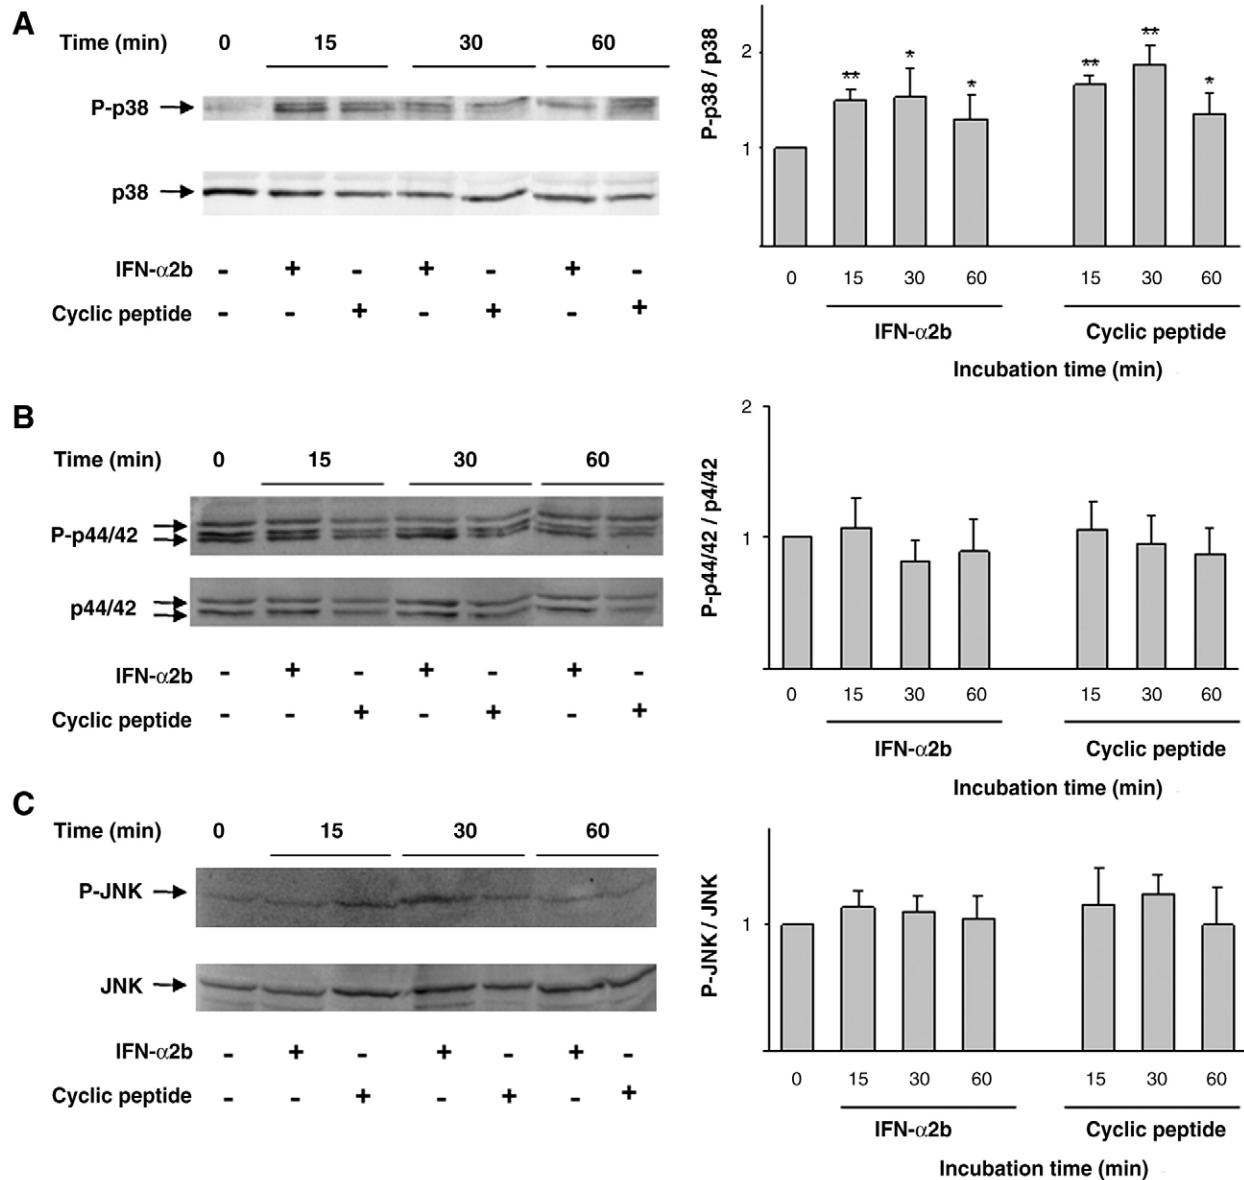 A
Time (min) 0 15 30 60
P-p38
p38
IFN-α2b - + - + - + -
Cyclic peptide - - + - + - +
P-p38 / p38
2
1
** * * ** ** *
0 15 30 60 15 30 60
IFN-α2b Cyclic peptide
Incubation time (min)
B
Time (min) 0 15 30 60
P-p44/42
p44/42
IFN-α2b - + - + - + -
Cyclic peptide - - + - + - +
P-p44/42 / p4/42
2
1
0 15 30 60 15 30 60
IFN-α2b Cyclic peptide
Incubation time (min)
C
Time (min) 0 15 30 60
P-JNK
JNK
IFN-α2b - + - + - + -
Cyclic peptide - - + - + - +
P-JNK / JNK
1
0 15 30 60 15 30 60
IFN-α2b Cyclic peptide
Incubation time (min)